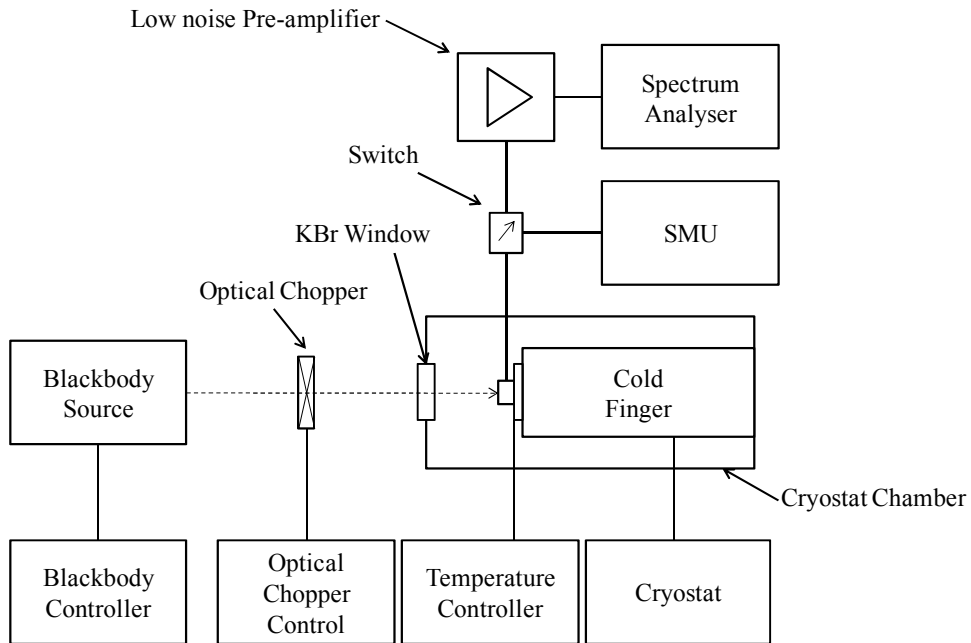 Low noise Pre-amplifier
Spectrum
Analyser
Switch
KBr Window
SMU
Optical Chopper
Blackbody
Source
Cold
Finger
Cryostat Chamber
Blackbody
Controller
Optical
Chopper
Control
Temperature
Controller
Cryostat